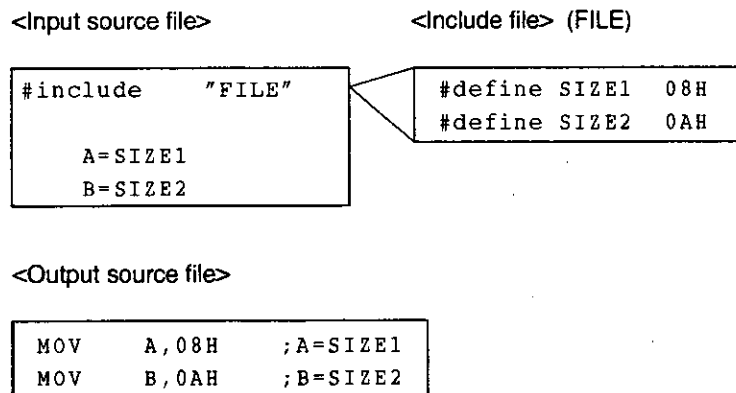 <Input source file>
<Include file> (FILE)
#include "FILE"
A=SIZE1
B=SIZE2
#define SIZE1 08H
#define SIZE2 0AH
<Output source file>
MOV A,08H ;A=SIZE1
MOV B,0AH ;B=SIZE2